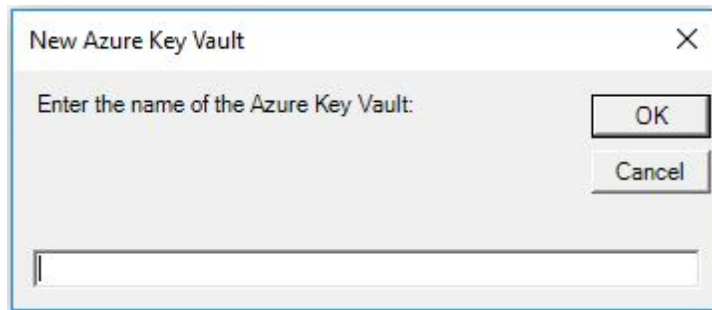 New Azure Key Vault
Enter the name of the Azure Key Vault:
OK
Cancel